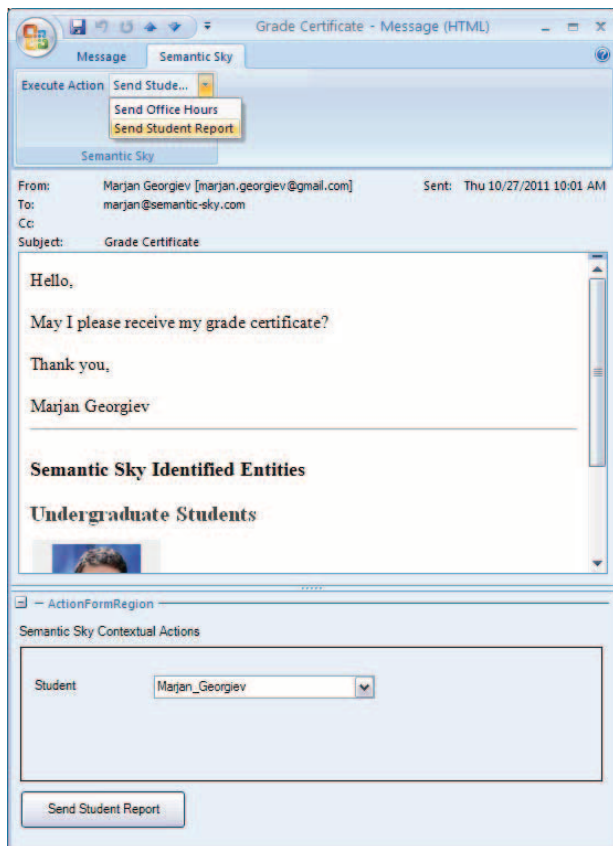 Grade Certificate - Message (HTML)
Message Semantic Sky
Execute Action Send Stude...
Send Office Hours
Send Student Report
Semantic Sky
From: Marjan Georgiev [marjan.georgiev@gmail.com] Sent: Thu 10/27/2011 10:01 AM
To: marjan@semantic-sky.com
Cc:
Subject: Grade Certificate
Hello,
May I please receive my grade certificate?
Thank you,
Marjan Georgiev
Semantic Sky Identified Entities
Undergraduate Students
ActionFormRegion
Semantic Sky Contextual Actions
Student Marjan_Georgiev
Send Student Report